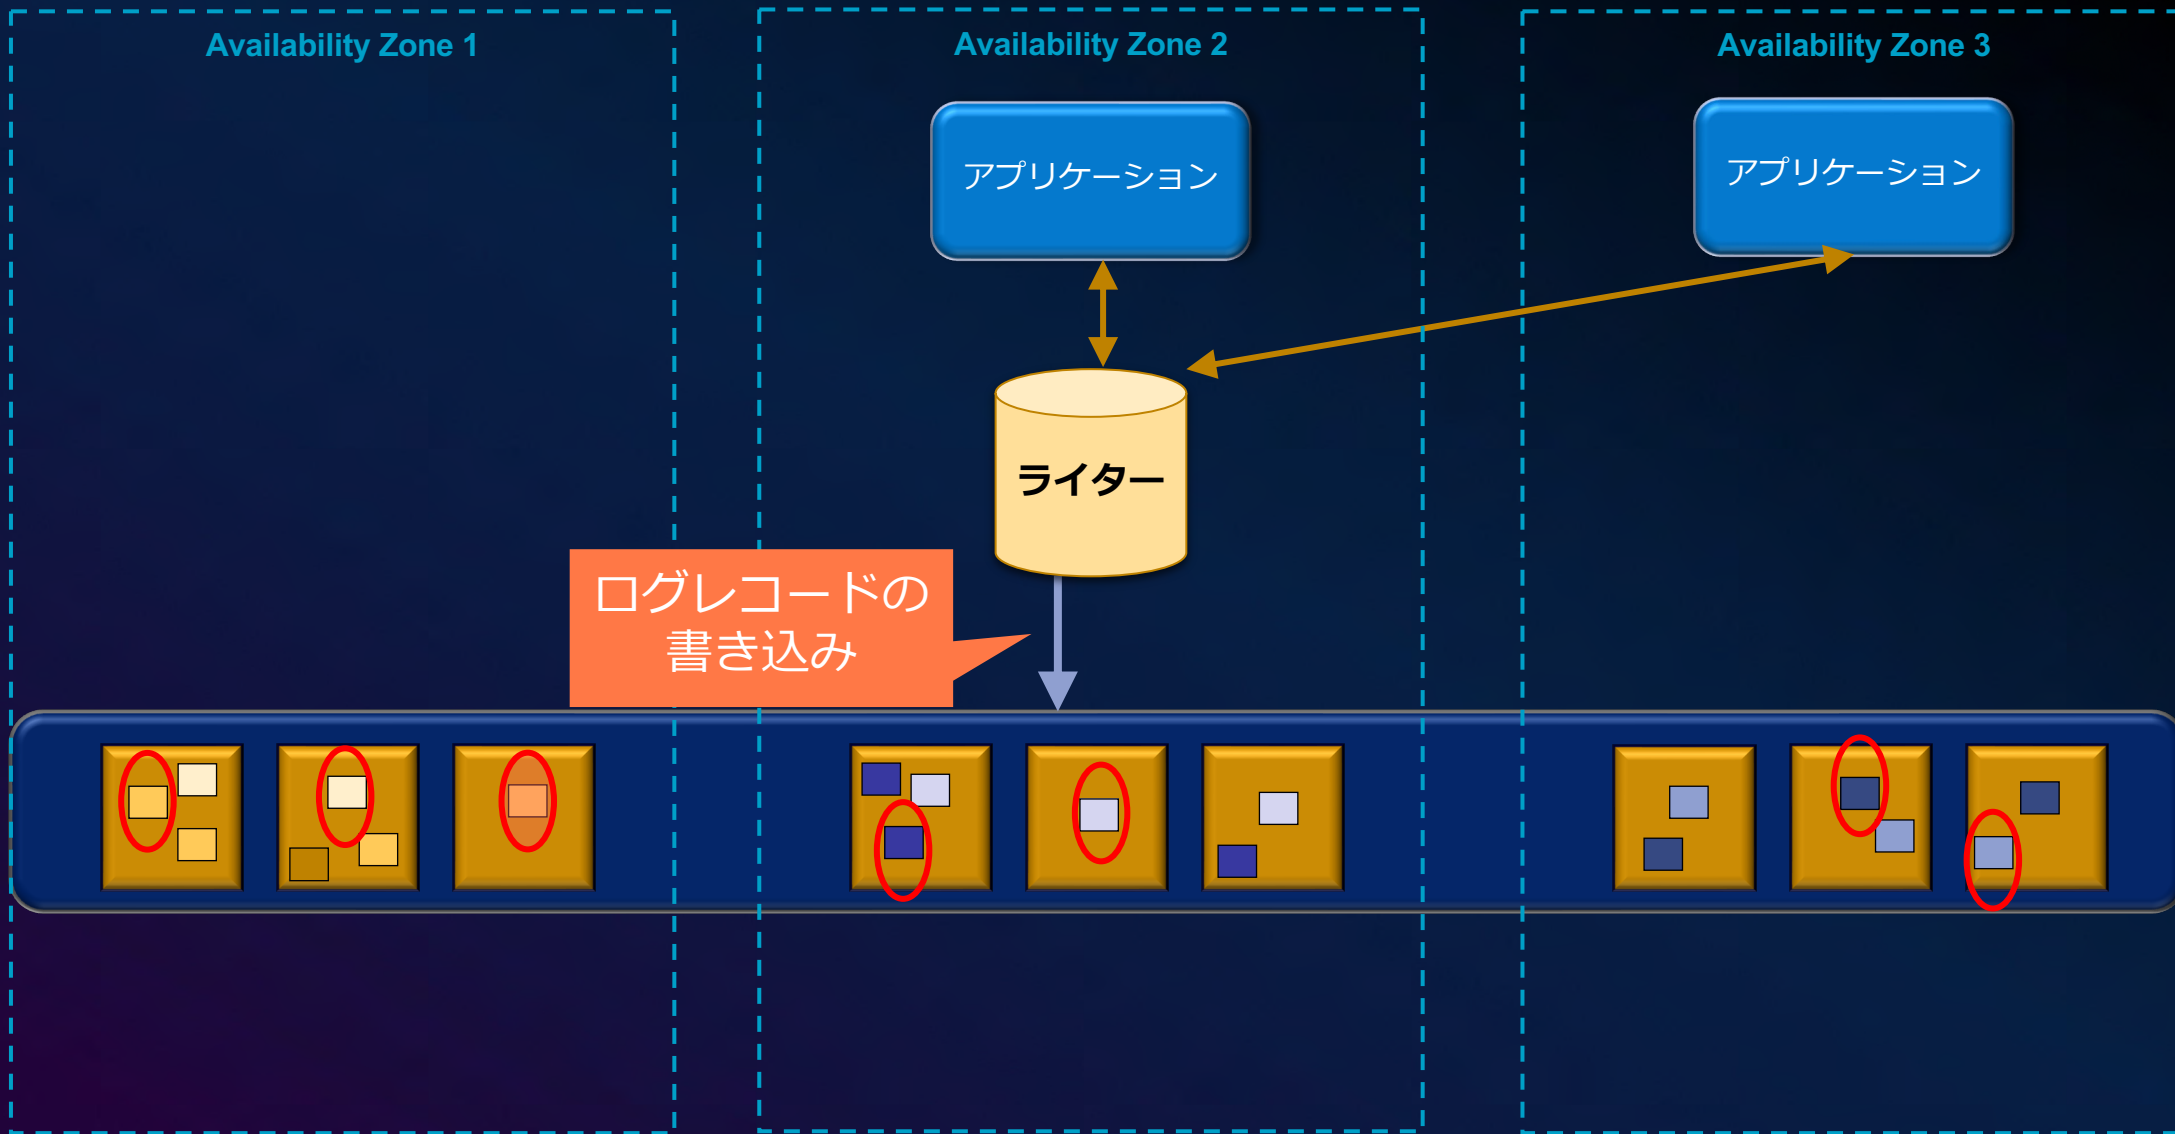 Availability Zone 1
Availability Zone 2
Availability Zone 3
アプリケーション
アプリケーション
ライター
ログレコードの
書き込み